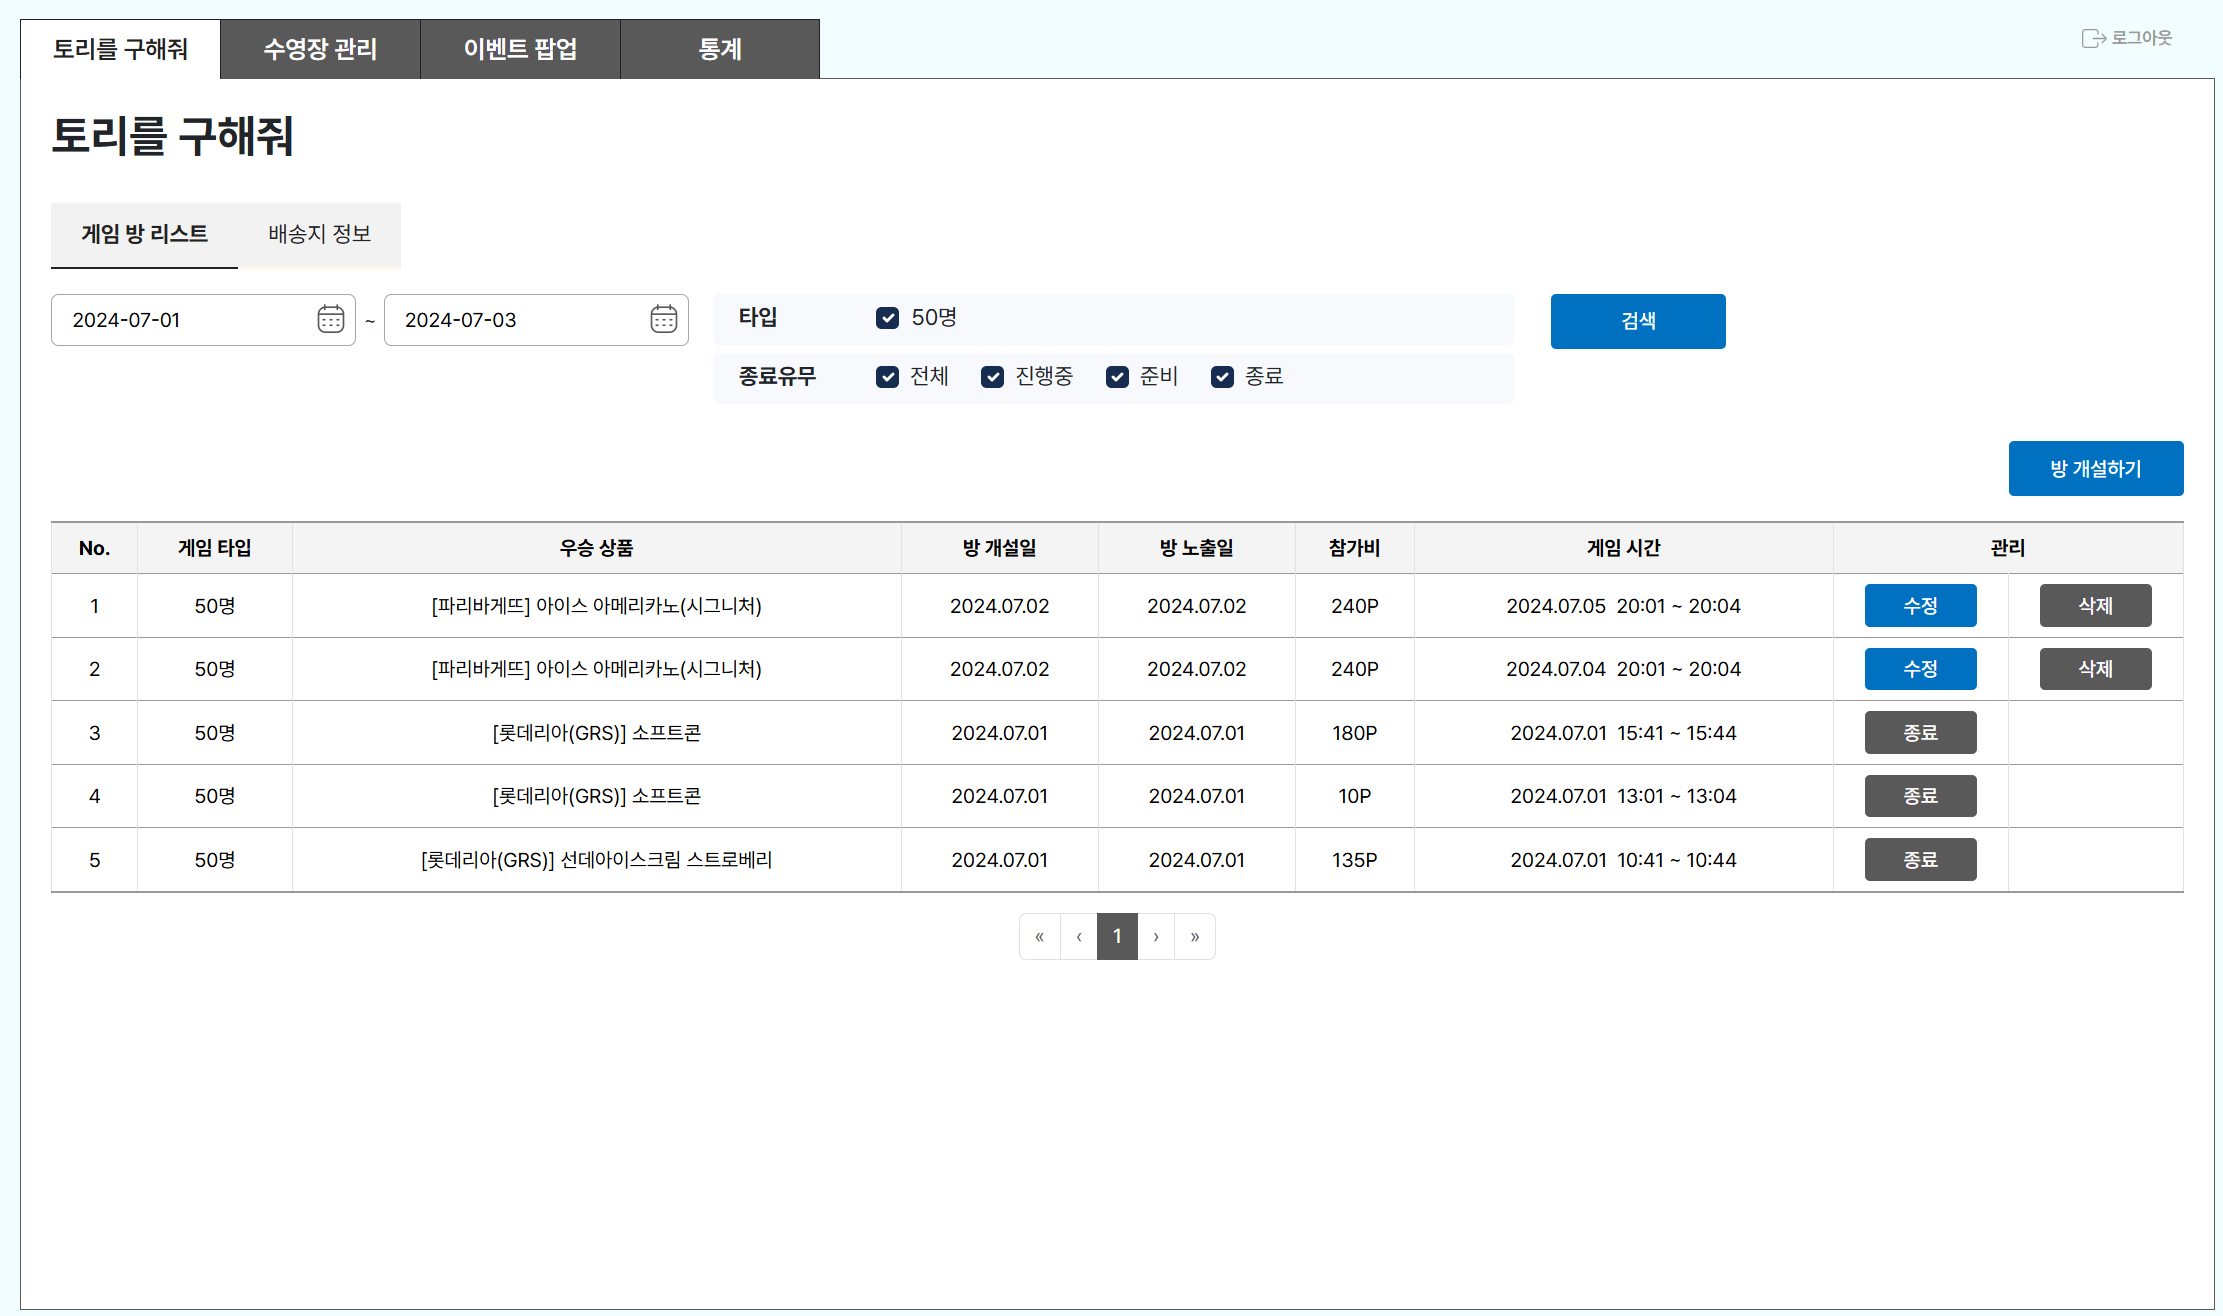 토리를 구해줘 수영장 관리 이벤트 팝업 통계 로그아웃
토리를 구해줘
게임 방 리스트 배송지 정보
2024-07-01 ~ 2024-07-03 타입 50명 검색
종료유무 전체 진행중 준비 종료
방 개설하기
No. 게임 타입 우승 상품 방 개설일 방 노출일 참가비 게임 시간 관리
1 50명 [파리바게뜨] 아이스 아메리카노(시그니처) 2024.07.02 2024.07.02 240P 2024.07.05 20:01 ~ 20:04 수정 삭제
2 50명 [파리바게뜨] 아이스 아메리카노(시그니처) 2024.07.02 2024.07.02 240P 2024.07.04 20:01 ~ 20:04 수정 삭제
3 50명 [롯데리아(GRS)] 소프트콘 2024.07.01 2024.07.01 180P 2024.07.01 15:41 ~ 15:44 종료
4 50명 [롯데리아(GRS)] 소프트콘 2024.07.01 2024.07.01 10P 2024.07.01 13:01 ~ 13:04 종료
5 50명 [롯데리아(GRS)] 선데아이스크림 스트로베리 2024.07.01 2024.07.01 135P 2024.07.01 10:41 ~ 10:44 종료
« ‹ 1 › »